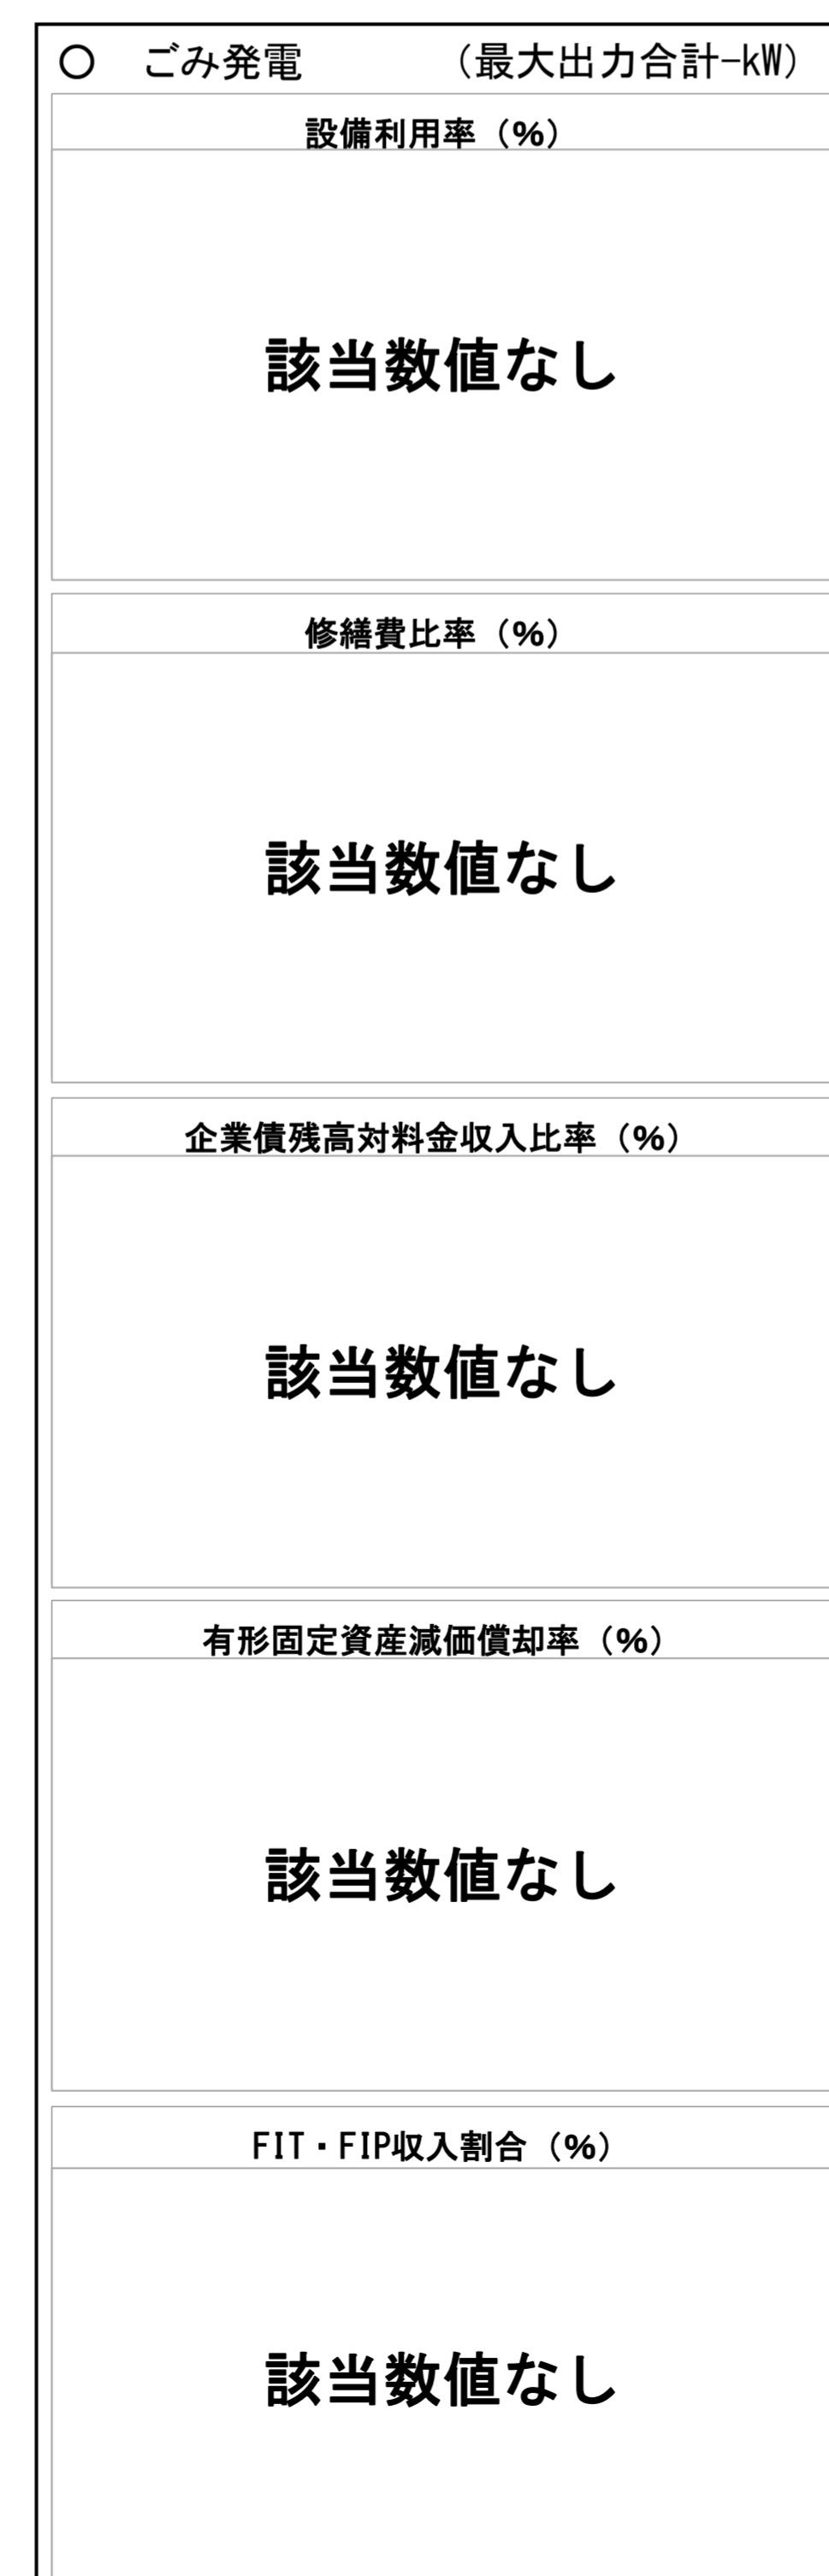 ○ ごみ発電 (最大出力合計-kW)
設備利用率（%）
該当数値なし
修繕費比率（%）
該当数値なし
企業債残高対料金収入比率（%）
該当数値なし
有形固定資産減価償却率（%）
該当数値なし
FIT・FIP収入割合（%）
該当数値なし